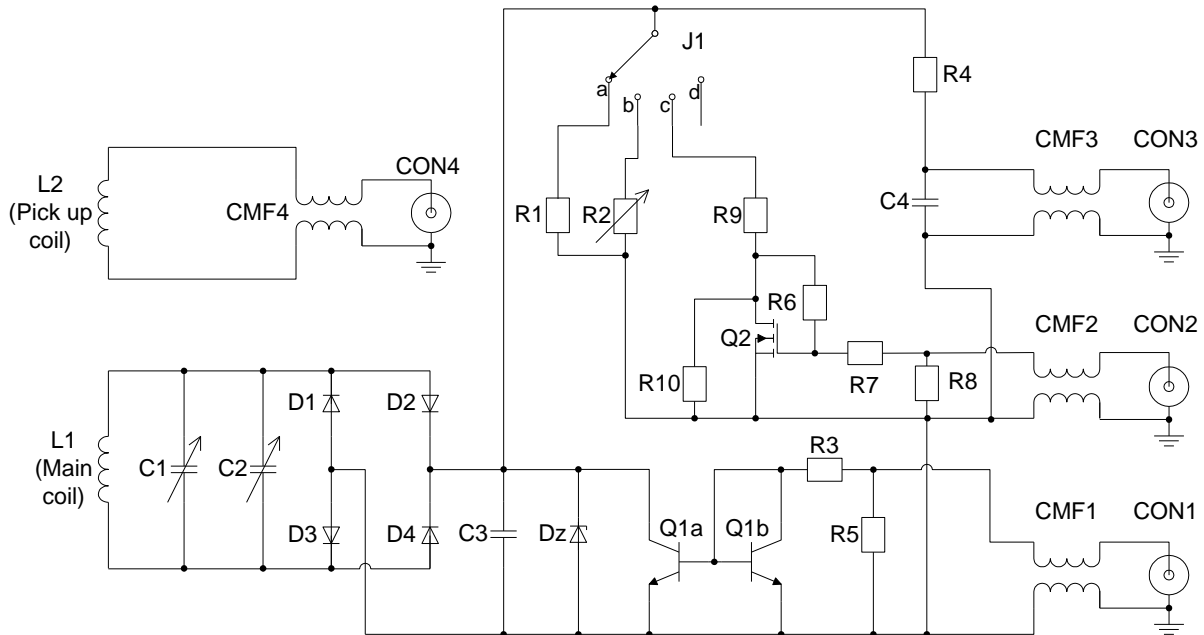 J1
a
b
c
d
R4
CMF3
CON3
CON4
L2
(Pick up
coil)
CMF4
R1
R2
R9
C4
R6
Q2
CMF2
CON2
R10
R7
R8
D1
D2
L1
(Main
coil)
C1
C2
R3
D3
D4
C3
Dz
Q1a
Q1b
R5
CMF1
CON1